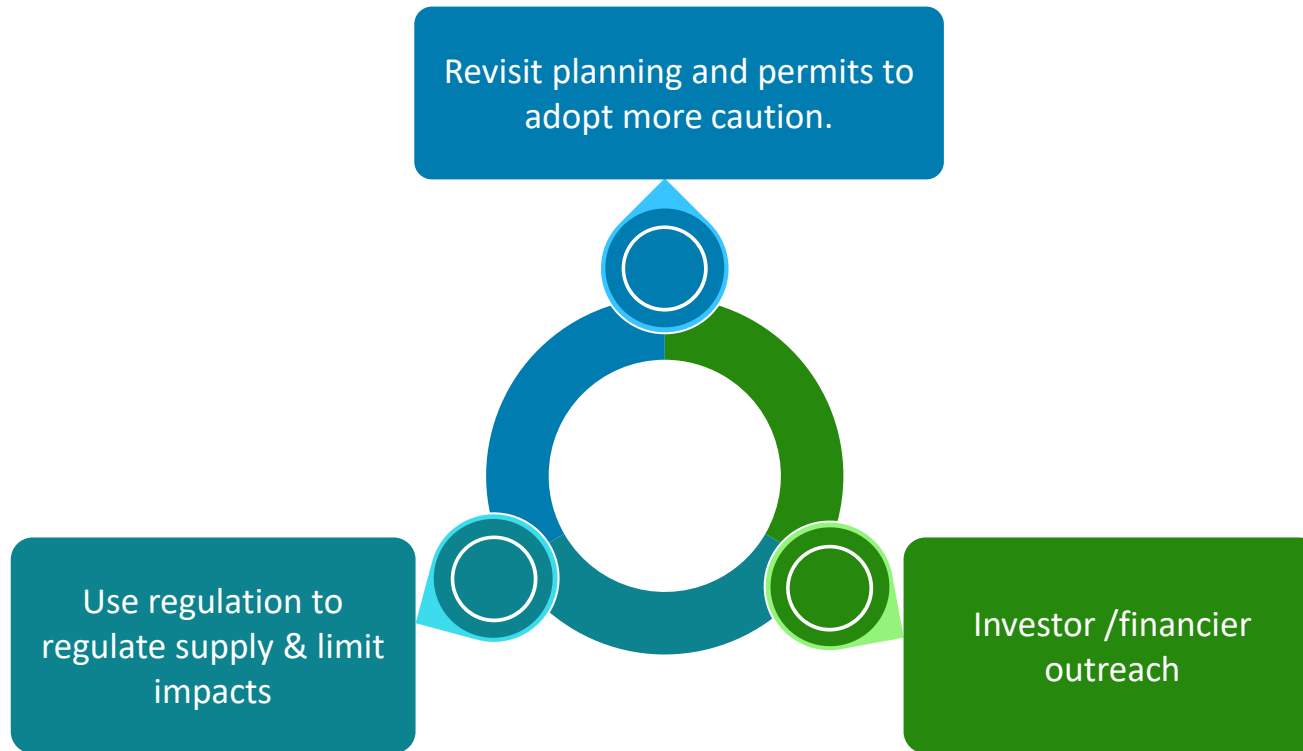 Revisit planning and permits to
adopt more caution.
Use regulation to
regulate supply & limit
impacts
Investor /financier
outreach